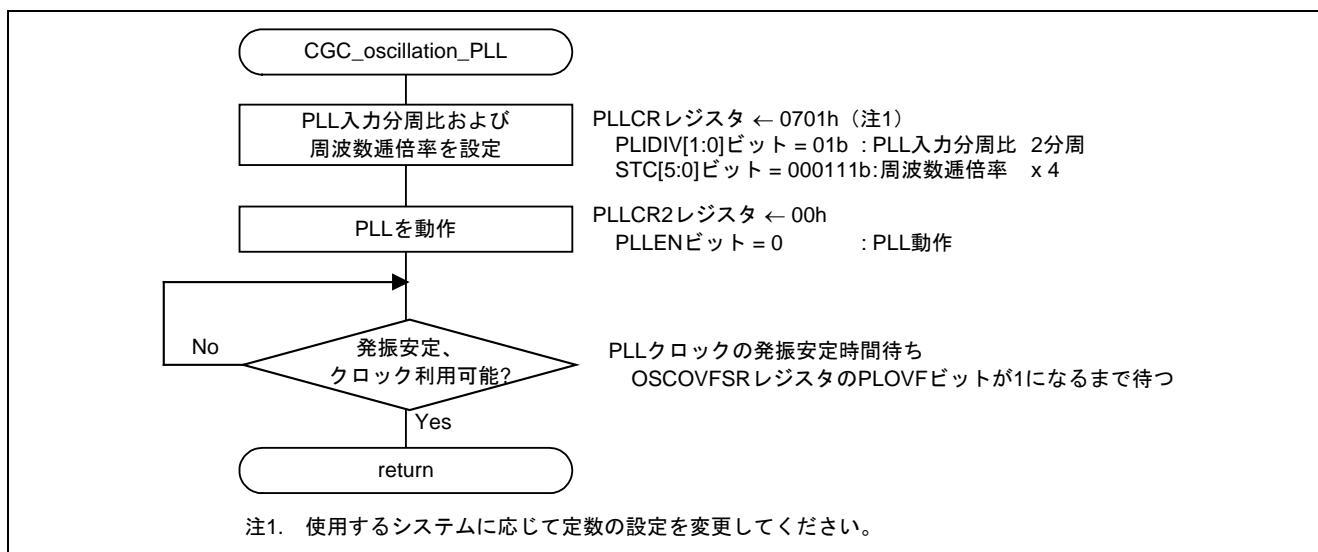 CGC_oscillation_PLL
PLL入力分周比および
周波数逓倍率を設定
PLLCRレジスタ ← 0701h（注1）
PLIDIV[1:0]ビット = 01b : PLL入力分周比 2分周
STC[5:0]ビット = 000111b:周波数逓倍率 x 4
PLLを動作
PLLCR2レジスタ ← 00h
PLLENビット = 0 : PLL動作
No
発振安定、
クロック利用可能?
PLLクロックの発振安定時間待ち
OSCOVFSRレジスタのPLOVFビットが1になるまで待つ
Yes
return
注1. 使用するシステムに応じて定数の設定を変更してください。